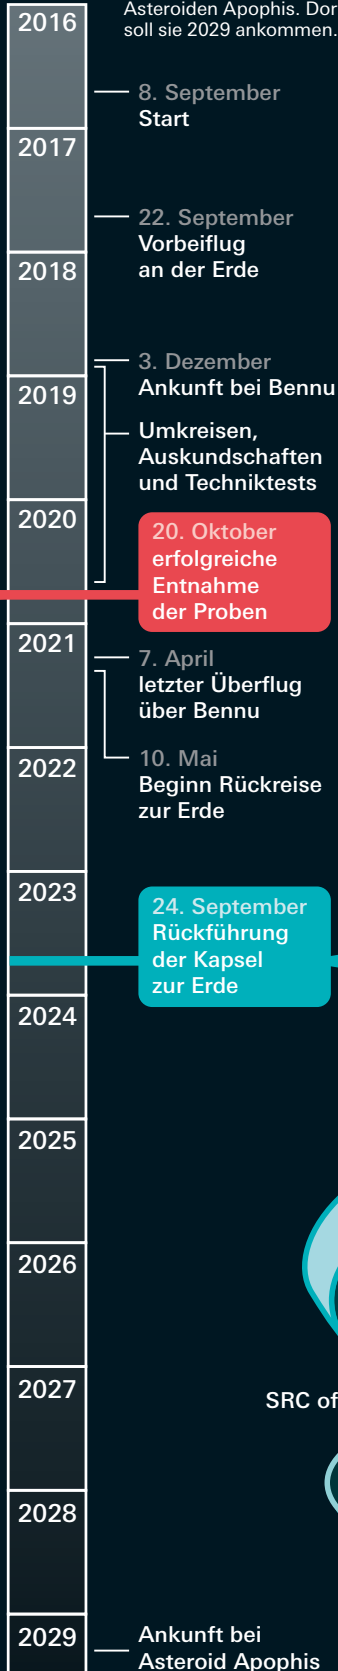 Asteroiden Apophis. Dor
soll sie 2029 ankommen.
2016
8. September
Start
2017
22. September
Vorbeiflug
an der Erde
2018
3. Dezember
Ankunft bei Bennu
2019
Umkreisen,
Auskundschaften
und Techniktests
2020
20. Oktober
erfolgreiche
Entnahme
der Proben
2021
7. April
letzter Überflug
über Bennu
10. Mai
Beginn Rückreise
zur Erde
2022
2023
24. September
Rückführung
der Kapsel
zur Erde
2024
2025
2026
2027
SRC of
2028
2029
Ankunft bei
Asteroid Apophis